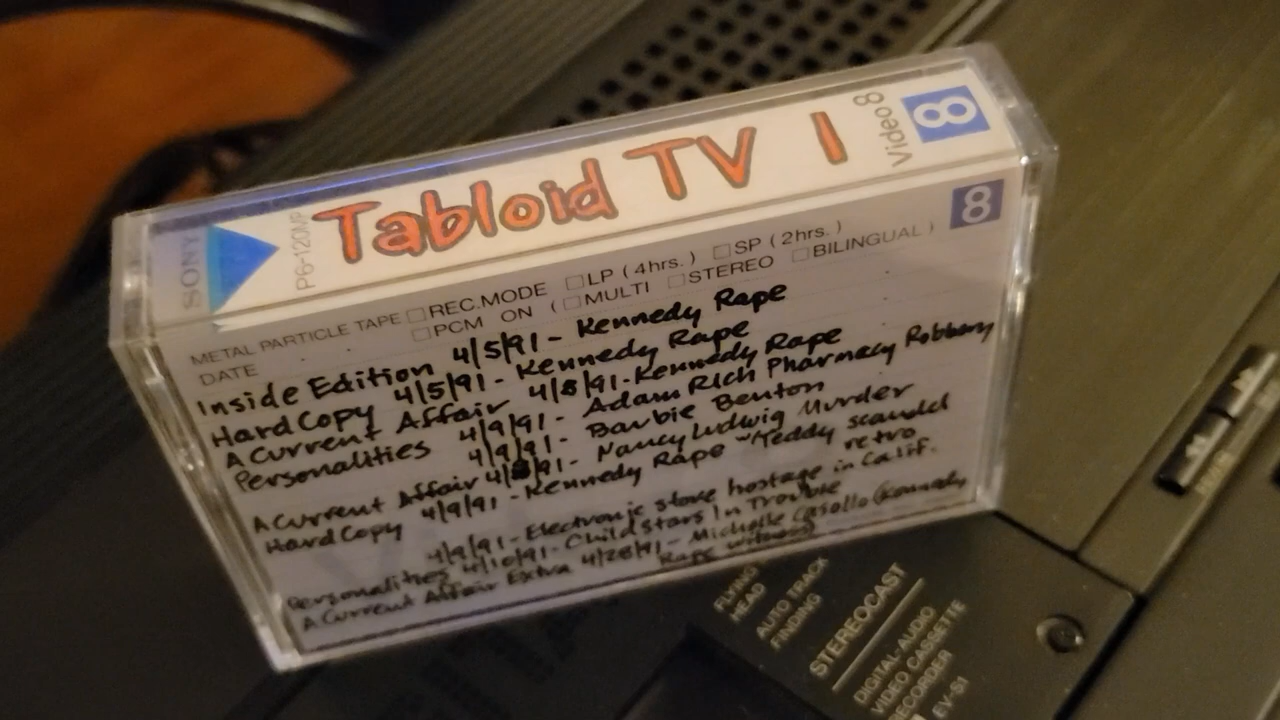 SONY
P6-120MP
Tabloid TV 1
Video 8
8
8
METAL PARTICLE TAPE □REC.MODE □LP (4hrs.) □SP (2hrs.)
DATE □PCM ON (□MULTI □STEREO □BILINGUAL)
Inside Edition 4/5/91 - Kennedy Rape
Hard Copy 4/5/91 - Kennedy Rape
A Current Affair 4/8/91 - Kennedy Rape
Personalities 4/9/91 - Adam Rich Pharmacy Robbery
4/9/91 - Barbie Benton
A Current Affair 4/8/91 - Nancy Ludwig Murder
Hard Copy 4/9/91 - Kennedy Rape "Teddy scandel
retro
4/9/91 - Electronic store hostage in Calif.
Personalities 4/10/91 - Child stars In Trouble
A Current Affair Extra 4/28/91 - Michelle Casollo (Kennedy
Rape witness)
FLYING
HEAD
AUTO TRACK
FINDING
STEREOCAST
DIGITAL-AUDIO
VIDEO CASSETTE
RECORDER
EV-S1